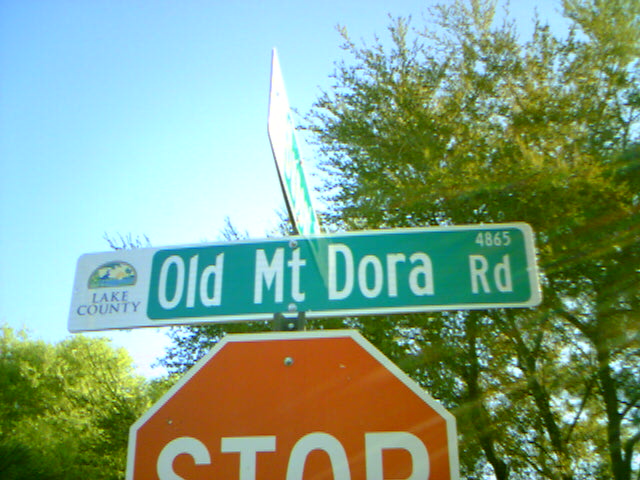 4865
Old Mt Dora Rd
LAKE
COUNTY
STOP